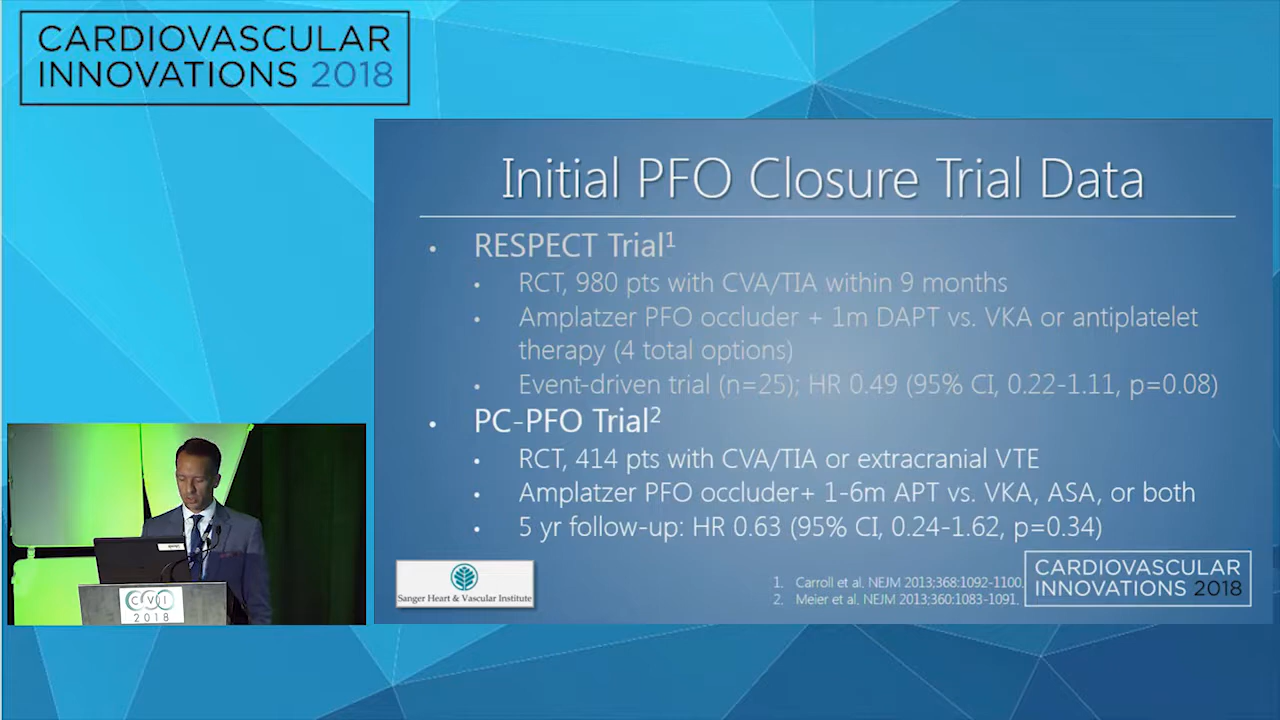 CARDIOVASCULAR
INNOVATIONS 2018
Initial PFO Closure Trial Data
• RESPECT Trial¹
• RCT, 980 pts with CVA/TIA within 9 months
• Amplatzer PFO occluder + 1m DAPT vs. VKA or antiplatelet
therapy (4 total options)
• Event-driven trial (n=25); HR 0.49 (95% CI, 0.22-1.11, p=0.08)
• PC-PFO Trial²
• RCT, 414 pts with CVA/TIA or extracranial VTE
• Amplatzer PFO occluder+ 1-6m APT vs. VKA, ASA, or both
• 5 yr follow-up: HR 0.63 (95% CI, 0.24-1.62, p=0.34)
Sanger Heart & Vascular Institute
1. Carroll et al. NEJM 2013;368:1092-1100.
2. Meier et al. NEJM 2013;360:1083-1091.
CARDIOVASCULAR
INNOVATIONS 2018
CVI
2018